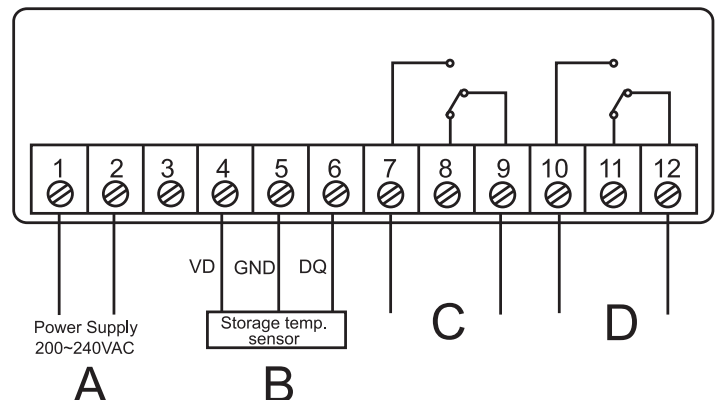 1 2 3 4 5 6 7 8 9 10 11 12
VD GND DQ
Power Supply
200~240VAC
Storage temp.
sensor
A B C D